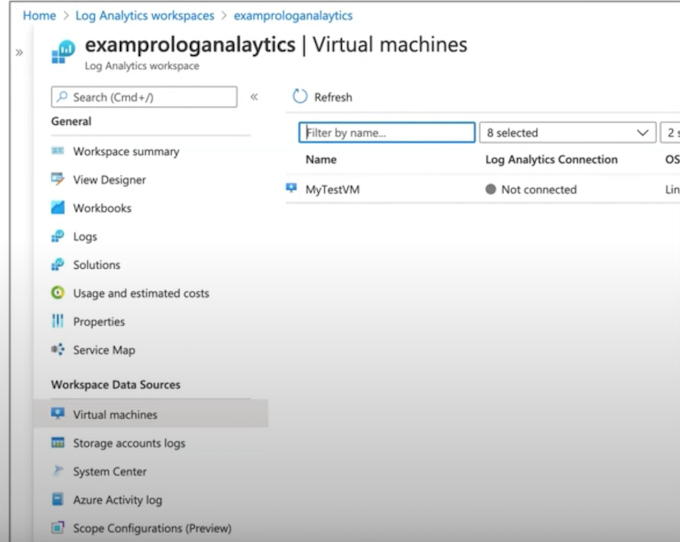 Home > Log Analytics workspaces > examprologanalaytics
»
examprologanalaytics | Virtual machines
Log Analytics workspace
Search (Cmd+/)
«
General
Workspace summary
View Designer
Workbooks
Logs
Solutions
Usage and estimated costs
Properties
Service Map
Workspace Data Sources
Virtual machines
Storage accounts logs
System Center
Azure Activity log
Scope Configurations (Preview)
Refresh
Filter by name... 8 selected 2 s
Name Log Analytics Connection OS
MyTestVM Not connected Lin